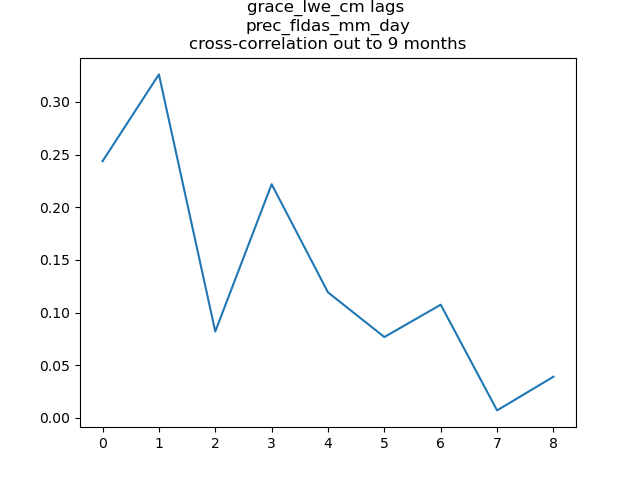 grace_lwe_cm lags
prec_fldas_mm_day
cross-correlation out to 9 months
0.30
0.25
0.20
0.15
0.10
0.05
0.00
0 1 2 3 4 5 6 7 8